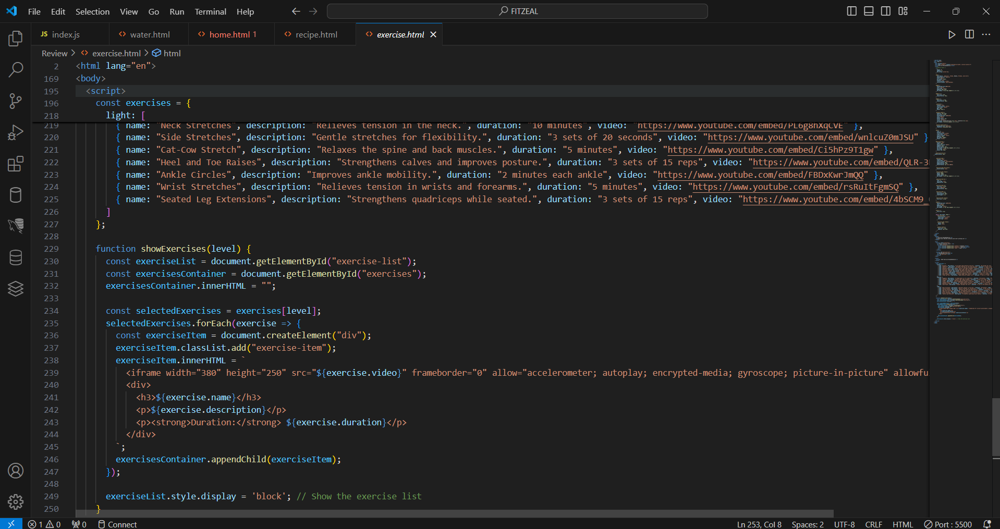 File Edit Selection View Go Run Terminal Help
FITZEAL
JS index.js
water.html
home.html 1
recipe.html
exercise.html
Review > exercise.html > html
2 <html lang="en">
169 <body>
195 <script>
196 const exercises = {
218 light: [
219 { name: "Neck Stretches", description: "Relieves tension in the neck.", duration: "10 minutes", video: "https://www.youtube.com/embed/PL6g8hXqCVE" },
220 { name: "Side Stretches", description: "Gentle stretches for flexibility.", duration: "3 sets of 20 seconds", video: "https://www.youtube.com/embed/wnlcuZ0mJSU" }
221 { name: "Cat-Cow Stretch", description: "Relaxes the spine and back muscles.", duration: "5 minutes", video: "https://www.youtube.com/embed/Ci5hPz9T1gw" },
222 { name: "Heel and Toe Raises", description: "Strengthens calves and improves posture.", duration: "3 sets of 15 reps", video: "https://www.youtube.com/embed/QLR-3
223 { name: "Ankle Circles", description: "Improves ankle mobility.", duration: "2 minutes each ankle", video: "https://www.youtube.com/embed/FBDxKwrJmQQ" },
224 { name: "Wrist Stretches", description: "Relieves tension in wrists and forearms.", duration: "5 minutes", video: "https://www.youtube.com/embed/rsRuItFgmSQ" },
225 { name: "Seated Leg Extensions", description: "Strengthens quadriceps while seated.", duration: "3 sets of 15 reps", video: "https://www.youtube.com/embed/4bSCM9_
226 ]
227 };
228
229 function showExercises(level) {
230 const exerciseList = document.getElementById("exercise-list");
231 const exercisesContainer = document.getElementById("exercises");
232 exercisesContainer.innerHTML = "";
233
234 const selectedExercises = exercises[level];
235 selectedExercises.forEach(exercise => {
236 const exerciseItem = document.createElement("div");
237 exerciseItem.classList.add("exercise-item");
238 exerciseItem.innerHTML = `
239 <iframe width="380" height="250" src="${exercise.video}" frameborder="0" allow="accelerometer; autoplay; encrypted-media; gyroscope; picture-in-picture" allowfu
240 <div>
241 <h3>${exercise.name}</h3>
242 <p>${exercise.description}</p>
243 <p><strong>Duration:</strong> ${exercise.duration}</p>
244 </div>
245 `;
246 exercisesContainer.appendChild(exerciseItem);
247 });
248
249 exerciseList.style.display = 'block'; // Show the exercise list
250 }
1 0 0 Connect Ln 253, Col 8 Spaces: 2 UTF-8 CRLF HTML Port : 5500